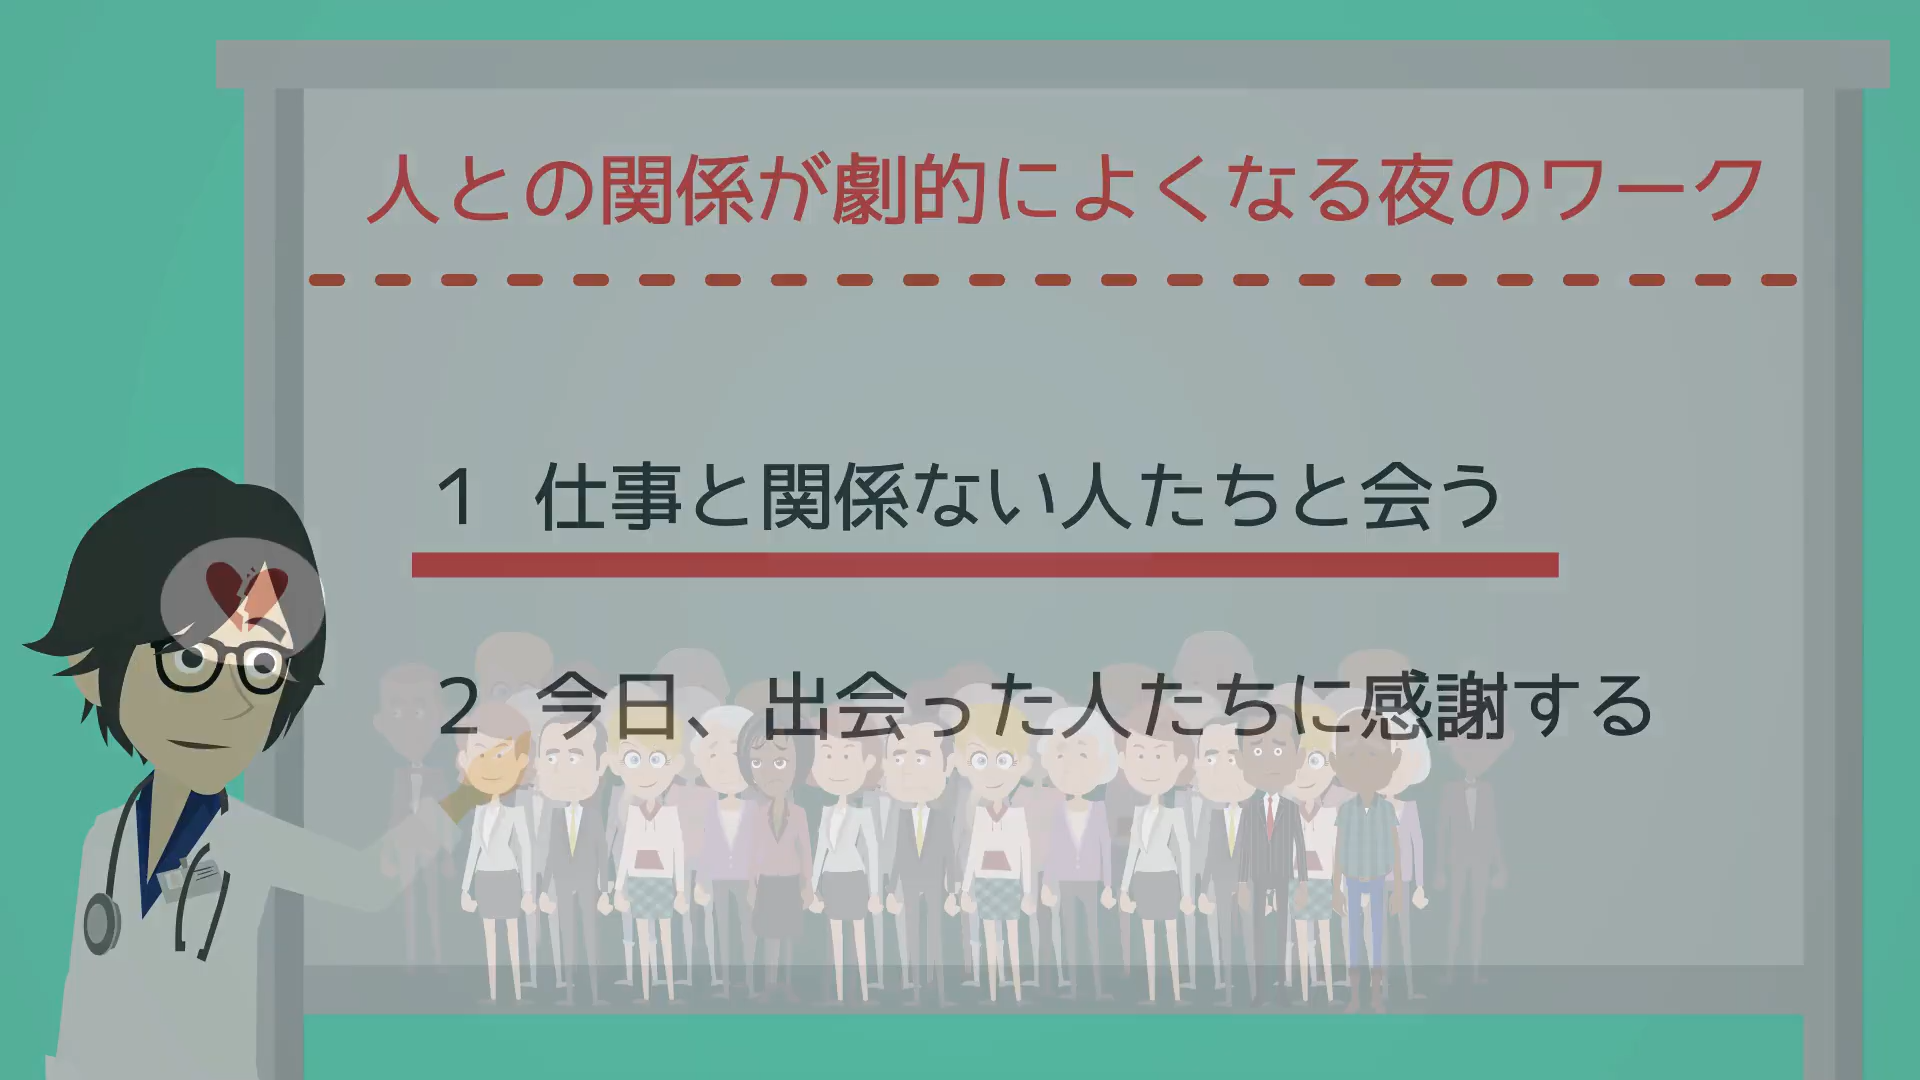 人との関係が劇的によくなる夜のワーク
1 仕事と関係ない人たちと会う
2 今日、出会った人たちに感謝する